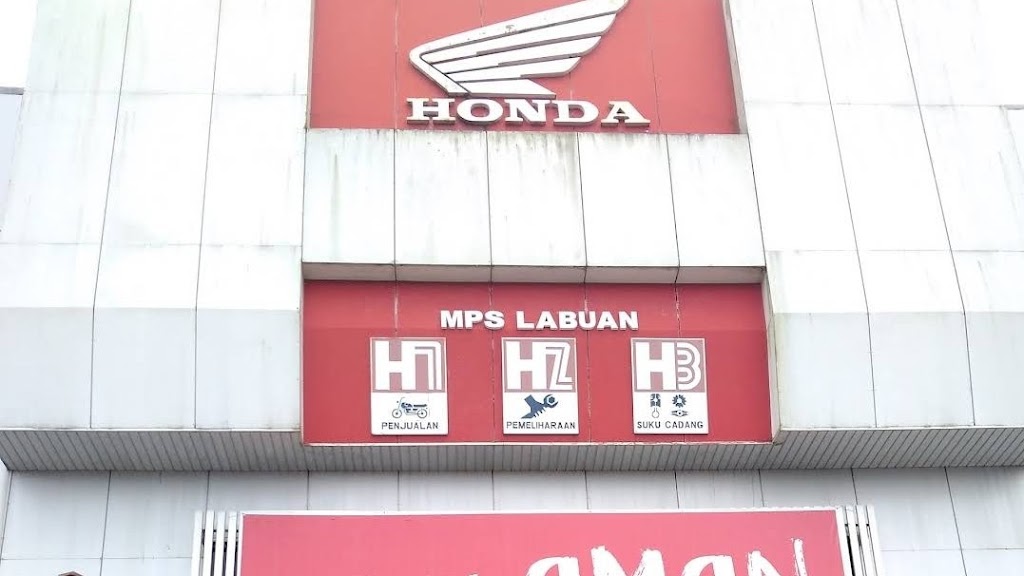 HONDA
MPS LABUAN
H1 H2 H3
PENJUALAN PEMELIHARAAN SUKU CADANG